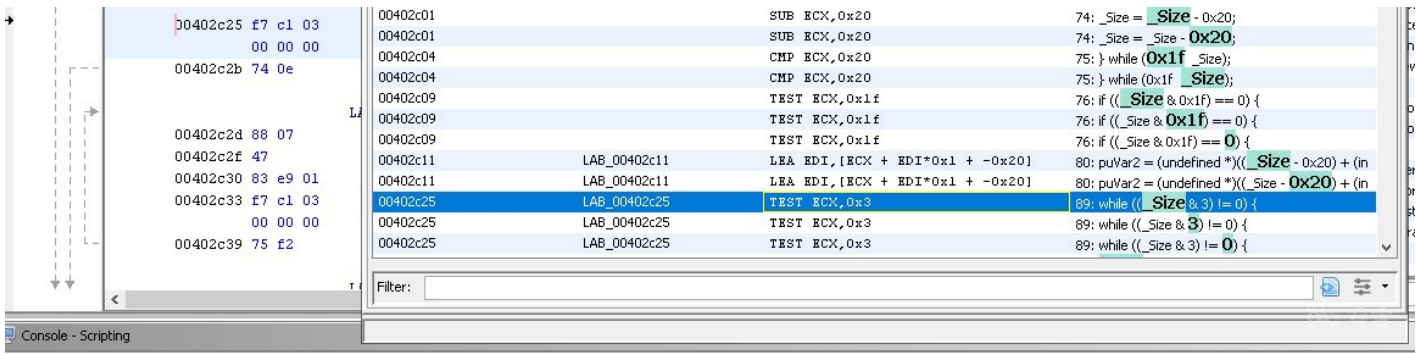 00402c25 f7 c1 03
00 00 00
00402c2b 74 0e
00402c2d 88 07
00402c2f 47
00402c30 83 e9 01
00402c33 f7 c1 03
00 00 00
00402c39 75 f2
00402c01 SUB ECX,0x20 74: _Size = _Size - 0x20;
00402c01 SUB ECX,0x20 74: _Size = _Size - 0x20;
00402c04 CMP ECX,0x20 75: } while (0x1f _Size);
00402c04 CMP ECX,0x20 75: } while (0x1f _Size);
00402c09 TEST ECX,0x1f 76: if ((_Size & 0x1f) == 0) {
00402c09 TEST ECX,0x1f 76: if ((_Size & 0x1f) == 0) {
00402c09 TEST ECX,0x1f 76: if ((_Size & 0x1f) == 0) {
00402c11 LAB_00402c11 LEA EDI,[ECX + EDI*0x1 + -0x20] 80: puVar2 = (undefined *)((_Size - 0x20) + (in
00402c11 LAB_00402c11 LEA EDI,[ECX + EDI*0x1 + -0x20] 80: puVar2 = (undefined *)((_Size - 0x20) + (in
00402c25 LAB_00402c25 TEST ECX,0x3 89: while ((_Size & 3) != 0) {
00402c25 LAB_00402c25 TEST ECX,0x3 89: while ((_Size & 3) != 0) {
00402c25 LAB_00402c25 TEST ECX,0x3 89: while ((_Size & 3) != 0) {
Filter:
Console - Scripting